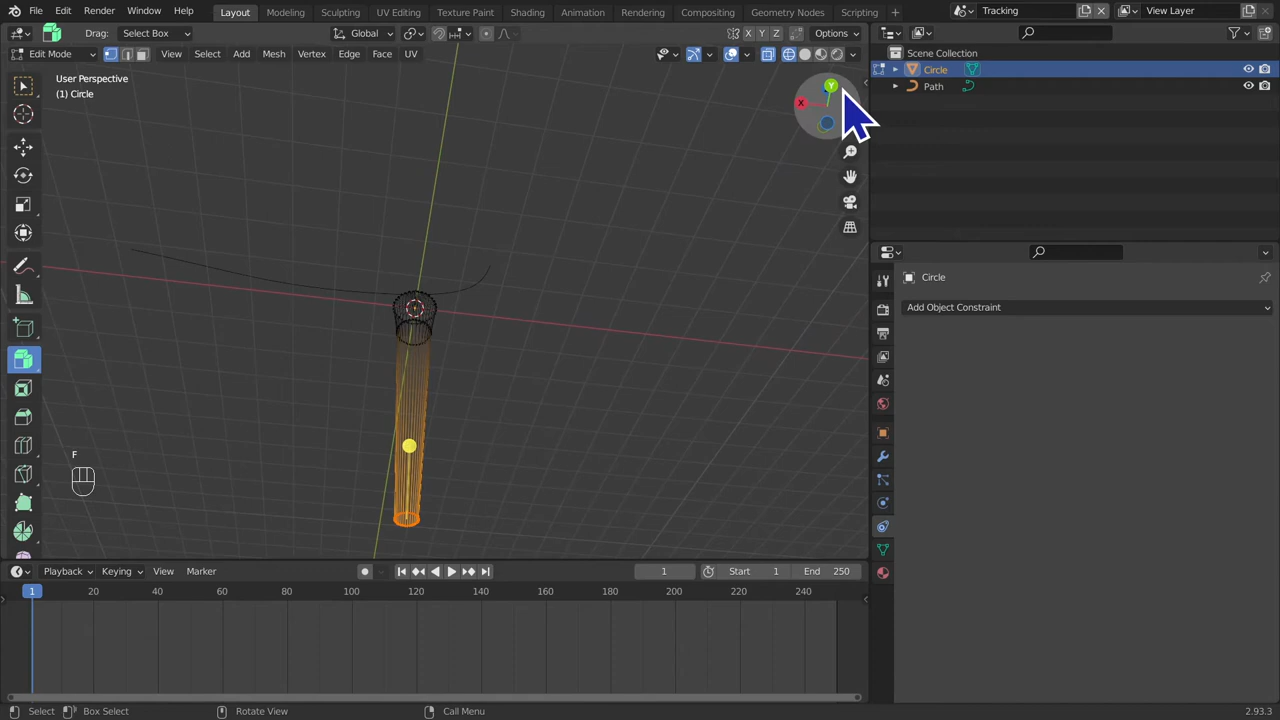 File Edit Render Window Help Layout Modeling Sculpting UV Editing Texture Paint Shading Animation Rendering Compositing Geometry Nodes Scripting + Tracking View Layer
Drag: Select Box Global X Y Z Options
Edit Mode View Select Add Mesh Vertex Edge Face UV
Scene Collection
Circle
Path
User Perspective
(1) Circle
Y
X
Circle
Add Object Constraint
F
Playback Keying View Marker 1 Start 1 End 250
1 20 40 60 80 100 120 140 160 180 200 220 240
Select Box Select Rotate View Call Menu 2.93.3